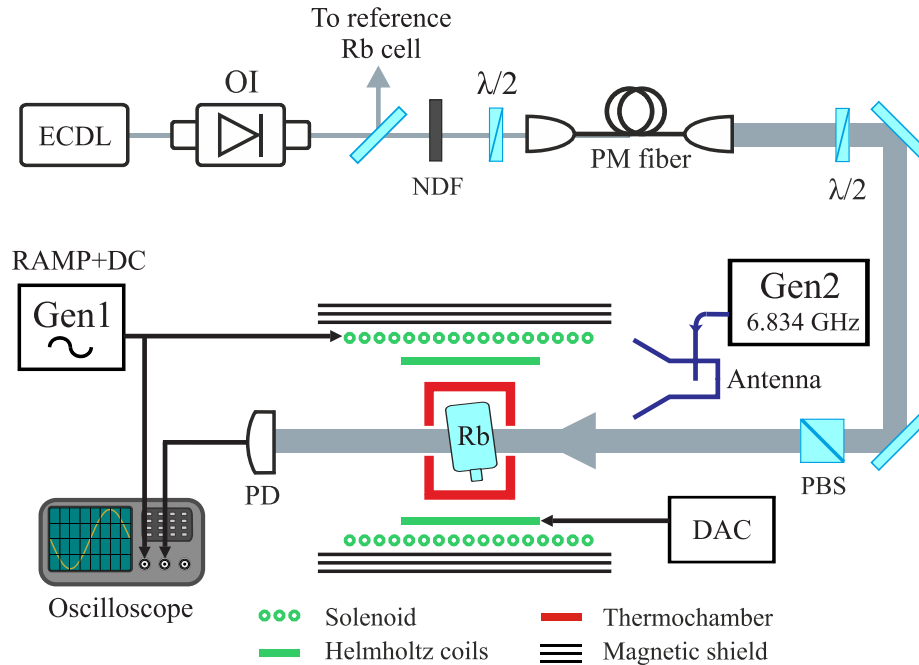 To reference
Rb cell
OI
λ/2
ECDL
NDF
PM fiber
λ/2
RAMP+DC
Gen1
Gen2
6.834 GHz
Antenna
Rb
PD
PBS
DAC
Oscilloscope
Solenoid
Thermochamber
Helmholtz coils
Magnetic shield